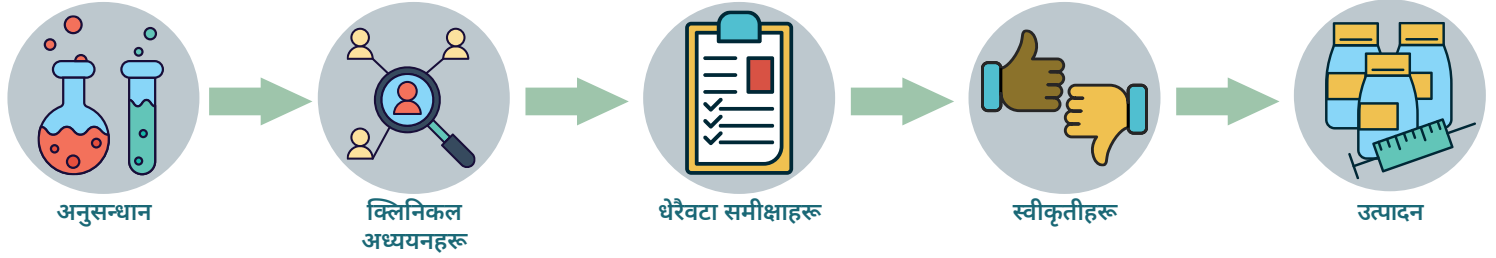 अनुसन्धान
क्लिनिकल
अध्ययनहरू
धेरैवटा समीक्षाहरू
स्वीकृतीहरू
उत्पादन